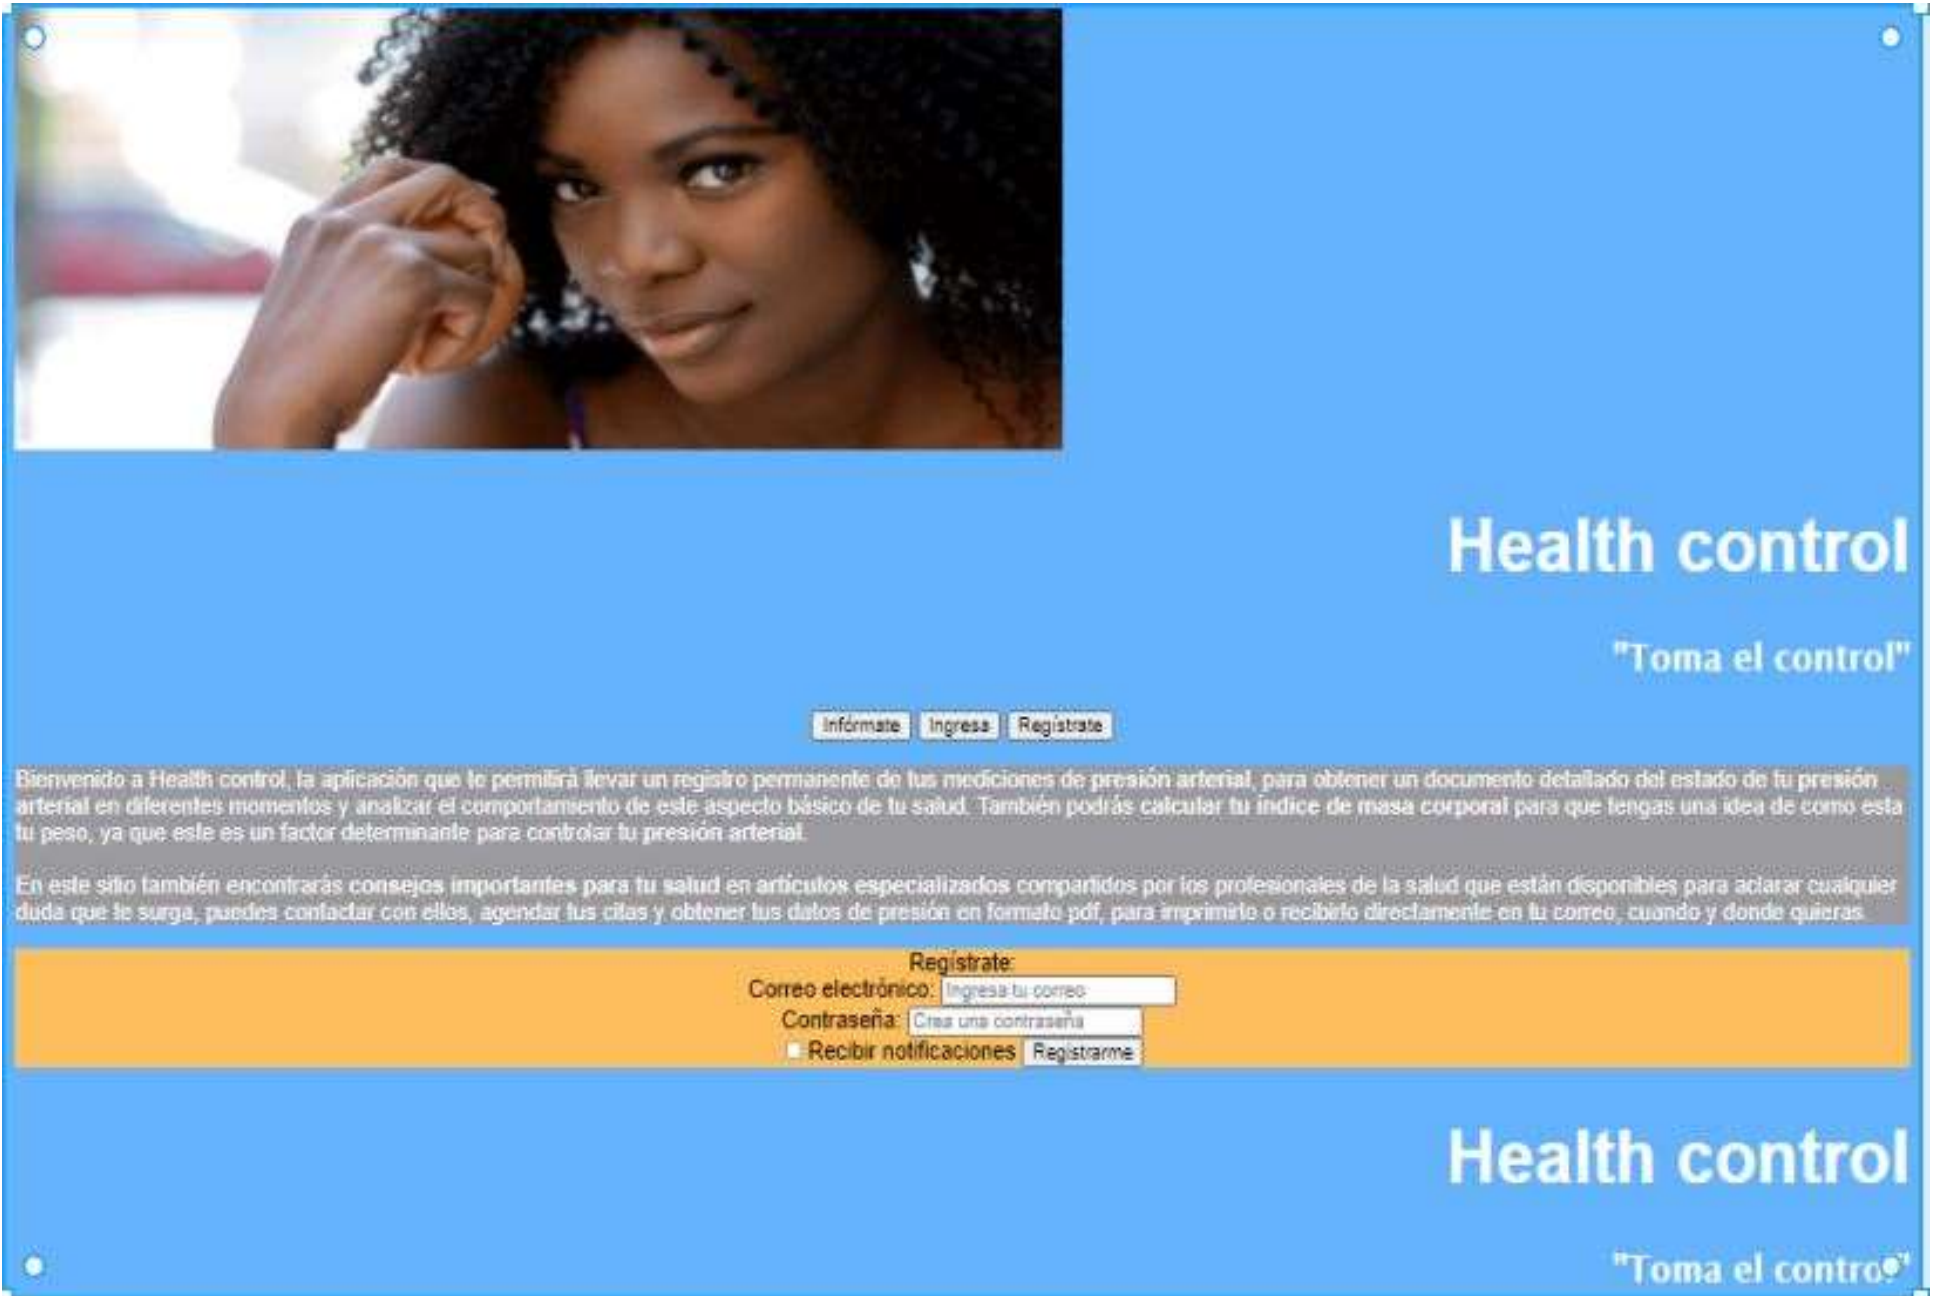 Health control
"Toma el control"
Infórmate Ingresa Regístrate
Bienvenido a Health control, la aplicación que te permitirá llevar un registro permanente de tus mediciones de presión arterial, para obtener un documento detallado del estado de tu presión
arterial en diferentes momentos y analizar el comportamiento de este aspecto básico de tu salud. También podrás calcular tu índice de masa corporal para que tengas una idea de como esta
tu peso, ya que este es un factor determinante para controlar tu presión arterial.
En este sitio también encontrarás consejos importantes para tu salud en artículos especializados compartidos por los profesionales de la salud que están disponibles para aclarar cualquier
duda que te surga, puedes contactar con ellos, agendar tus citas y obtener tus datos de presión en formato pdf, para imprimirlo o recibirlo directamente en tu correo, cuando y donde quieras.
Regístrate:
Correo electrónico: Ingresa tu correo
Contraseña: Crea una contraseña
Recibir notificaciones Registrarme
Health control
"Toma el control"